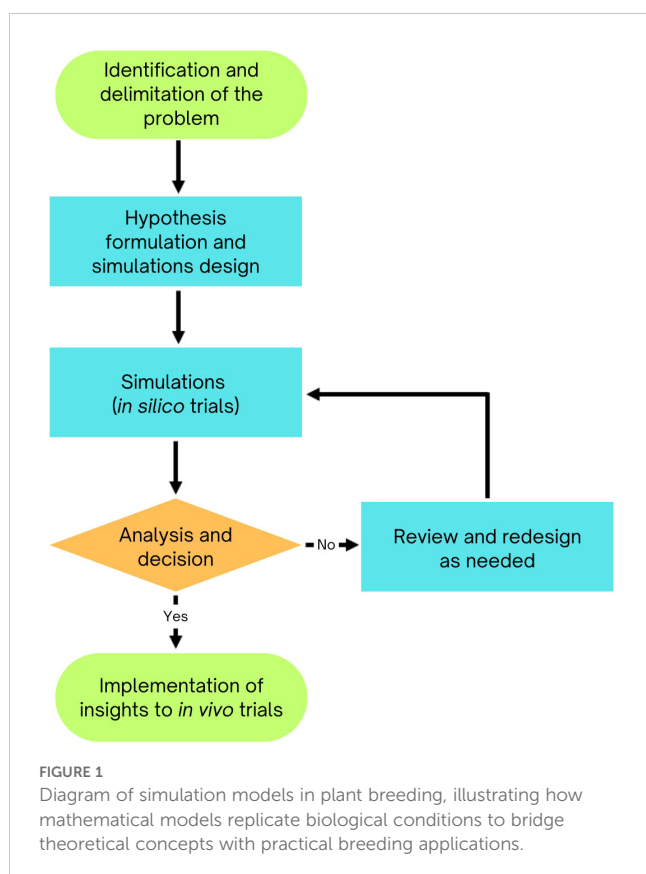 Identification and
delimitation of the
problem
Hypothesis
formulation and
simulations design
Simulations
(in silico trials)
Analysis and
decision
No
Review and redesign
as needed
Yes
Implementation of
insights to in vivo trials
FIGURE 1
Diagram of simulation models in plant breeding, illustrating how
mathematical models replicate biological conditions to bridge
theoretical concepts with practical breeding applications.